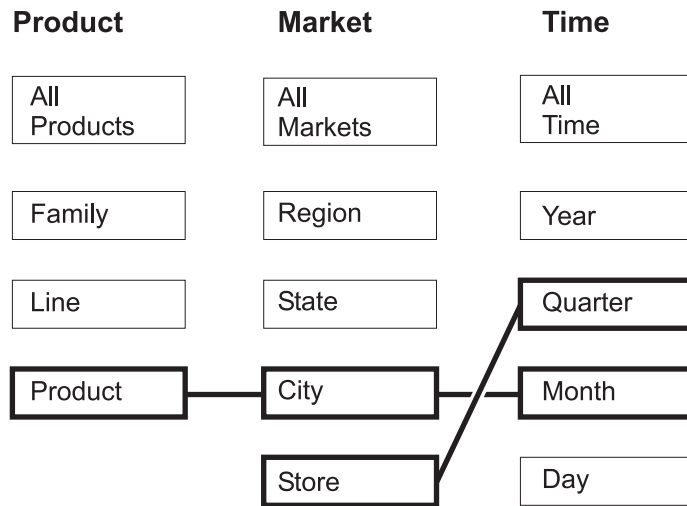 Product Market Time
All
Products
All
Markets
All
Time
Family Region Year
Line State Quarter
Product City Month
Store Day